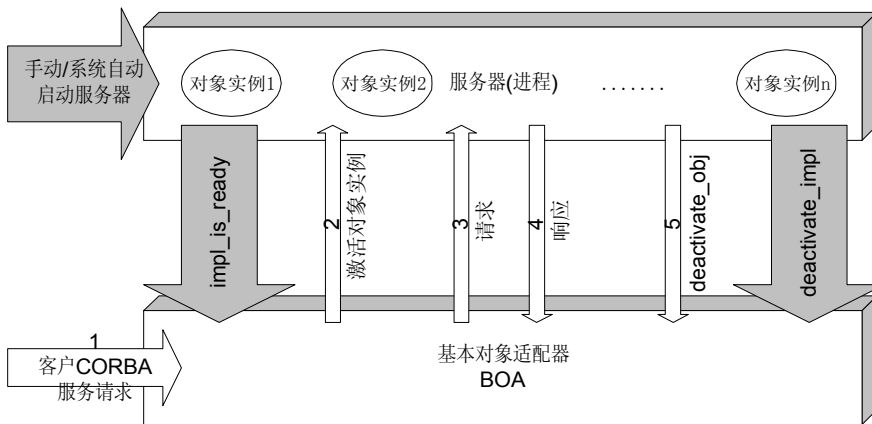 手动/系统自动
启动服务器
对象实例1
对象实例2
服务器(进程)
.......
对象实例n
impl_is_ready
2
激活对象实例
3
请求
4
响应
5
deactivate_obj
deactivate_impl
1
客户CORBA
服务请求
基本对象适配器
BOA